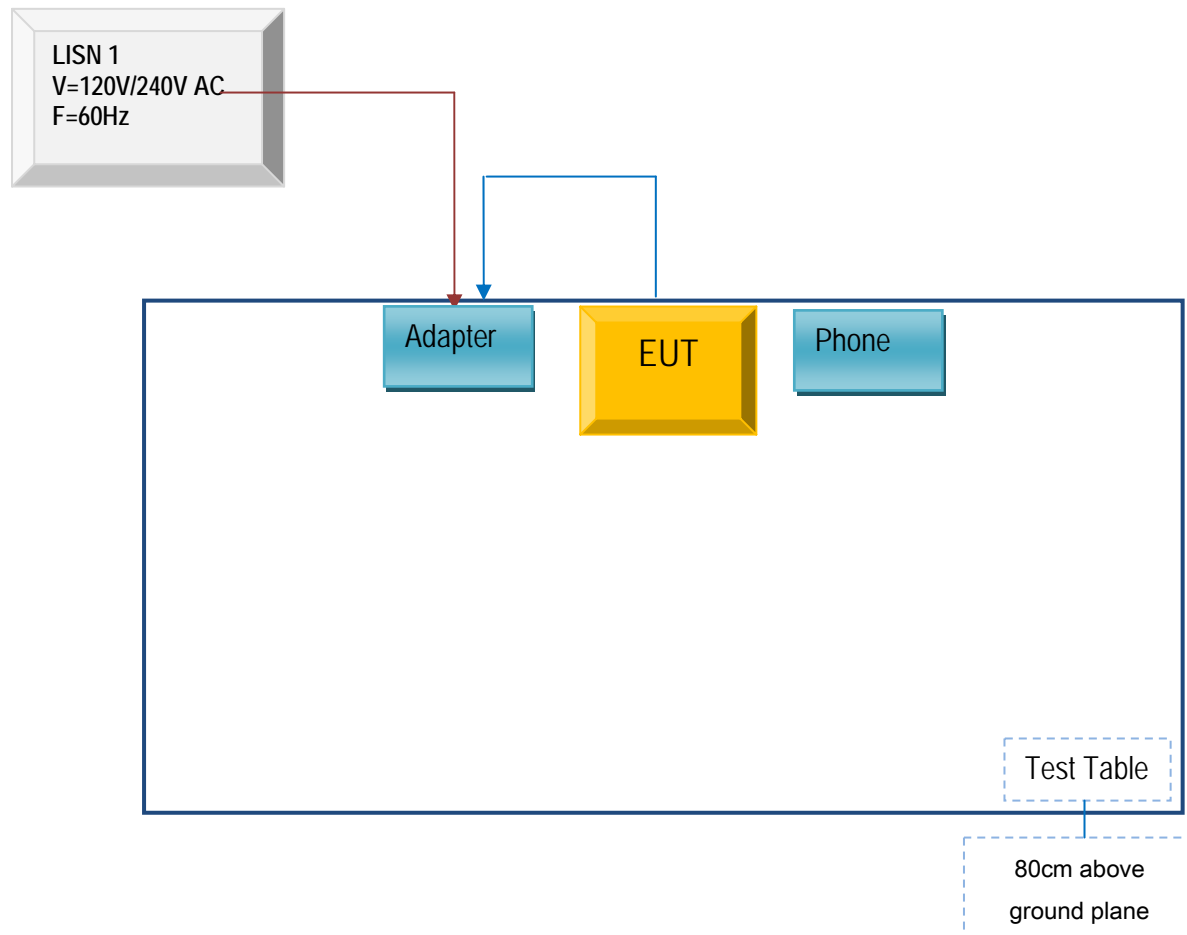 LISN 1
V=120V/240V AC
F=60Hz
Adapter
EUT
Phone
Test Table
80cm above
ground plane